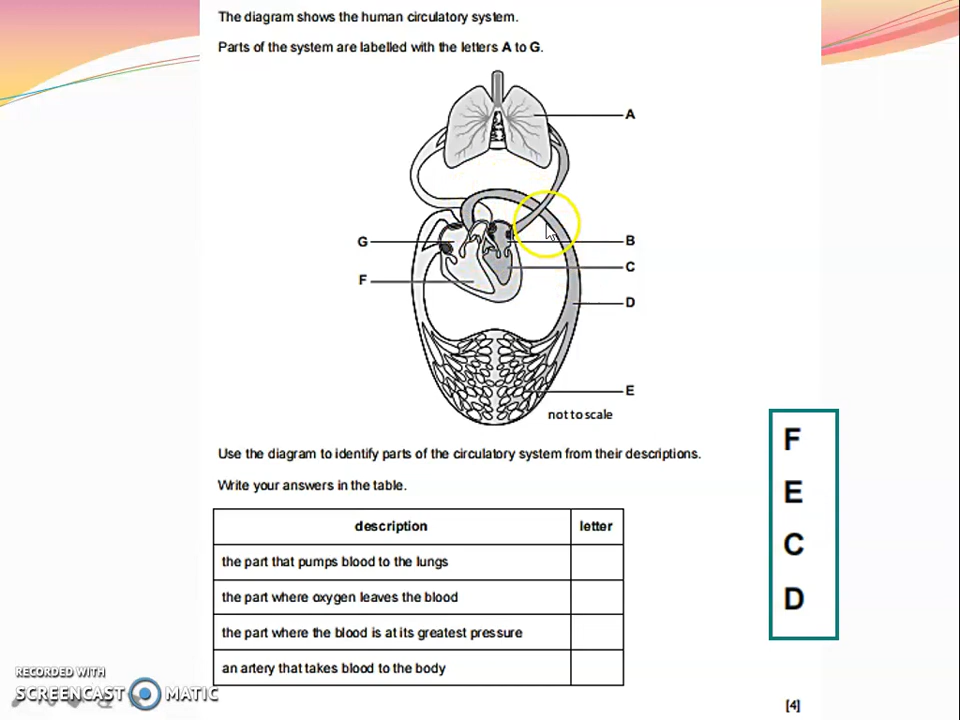 The diagram shows the human circulatory system.
Parts of the system are labelled with the letters A to G.
A
G
B
C
F
D
E
not to scale
Use the diagram to identify parts of the circulatory system from their descriptions.
Write your answers in the table.
description letter
the part that pumps blood to the lungs
the part where oxygen leaves the blood
the part where the blood is at its greatest pressure
an artery that takes blood to the body
[4]
F
E
C
D
RECORDED WITH
SCREENCAST MATIC